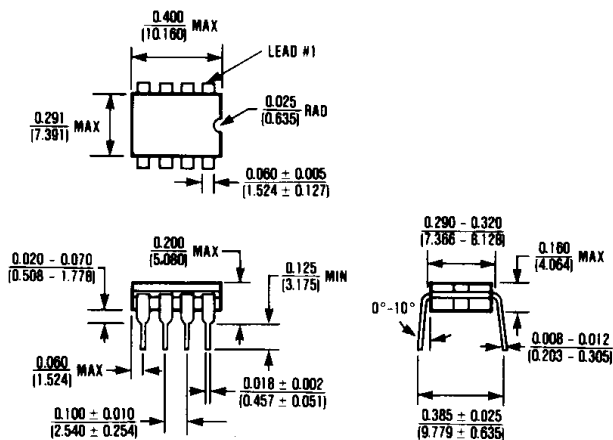 0.400
(10.160) MAX
LEAD #1
0.291
(7.391) MAX
0.025
(0.635) RAD
0.060 ± 0.005
(1.524 ± 0.127)
0.020 - 0.070
(0.508 - 1.778)
0.200
(5.080) MAX
0.125
(3.175) MIN
0.060
(1.524) MAX
0.018 ± 0.002
(0.457 ± 0.051)
0.100 ± 0.010
(2.540 ± 0.254)
0.290 - 0.320
(7.366 - 8.128)
0.160
(4.064) MAX
0°-10°
0.008 - 0.012
(0.203 - 0.305)
0.385 ± 0.025
(9.779 ± 0.635)